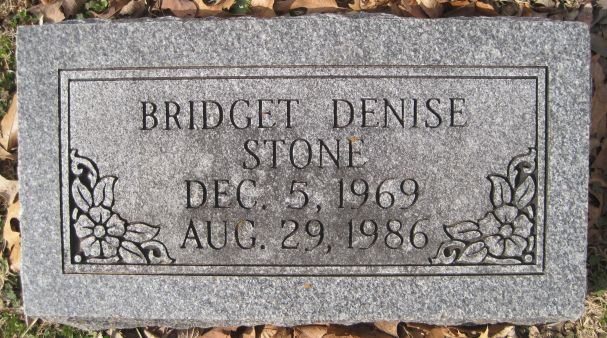 BRIDGET DENISE
STONE
DEC. 5, 1969
AUG. 29, 1986